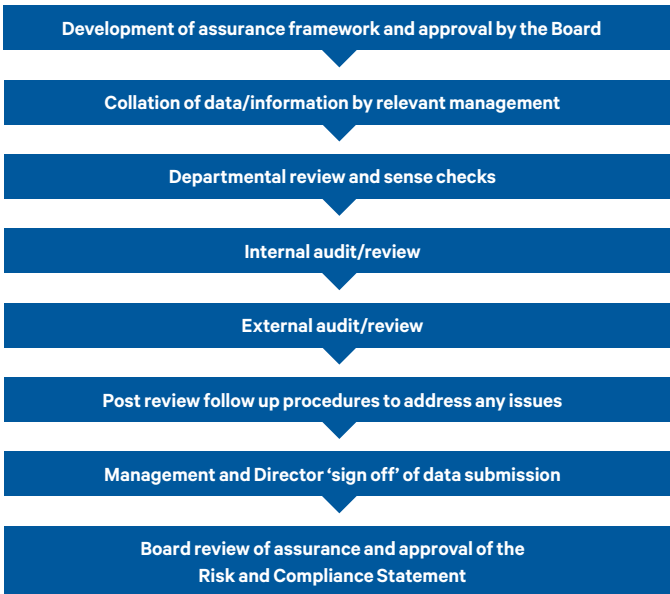 Development of assurance framework and approval by the Board
Collation of data/information by relevant management
Departmental review and sense checks
Internal audit/review
External audit/review
Post review follow up procedures to address any issues
Management and Director ‘sign off’ of data submission
Board review of assurance and approval of the
Risk and Compliance Statement